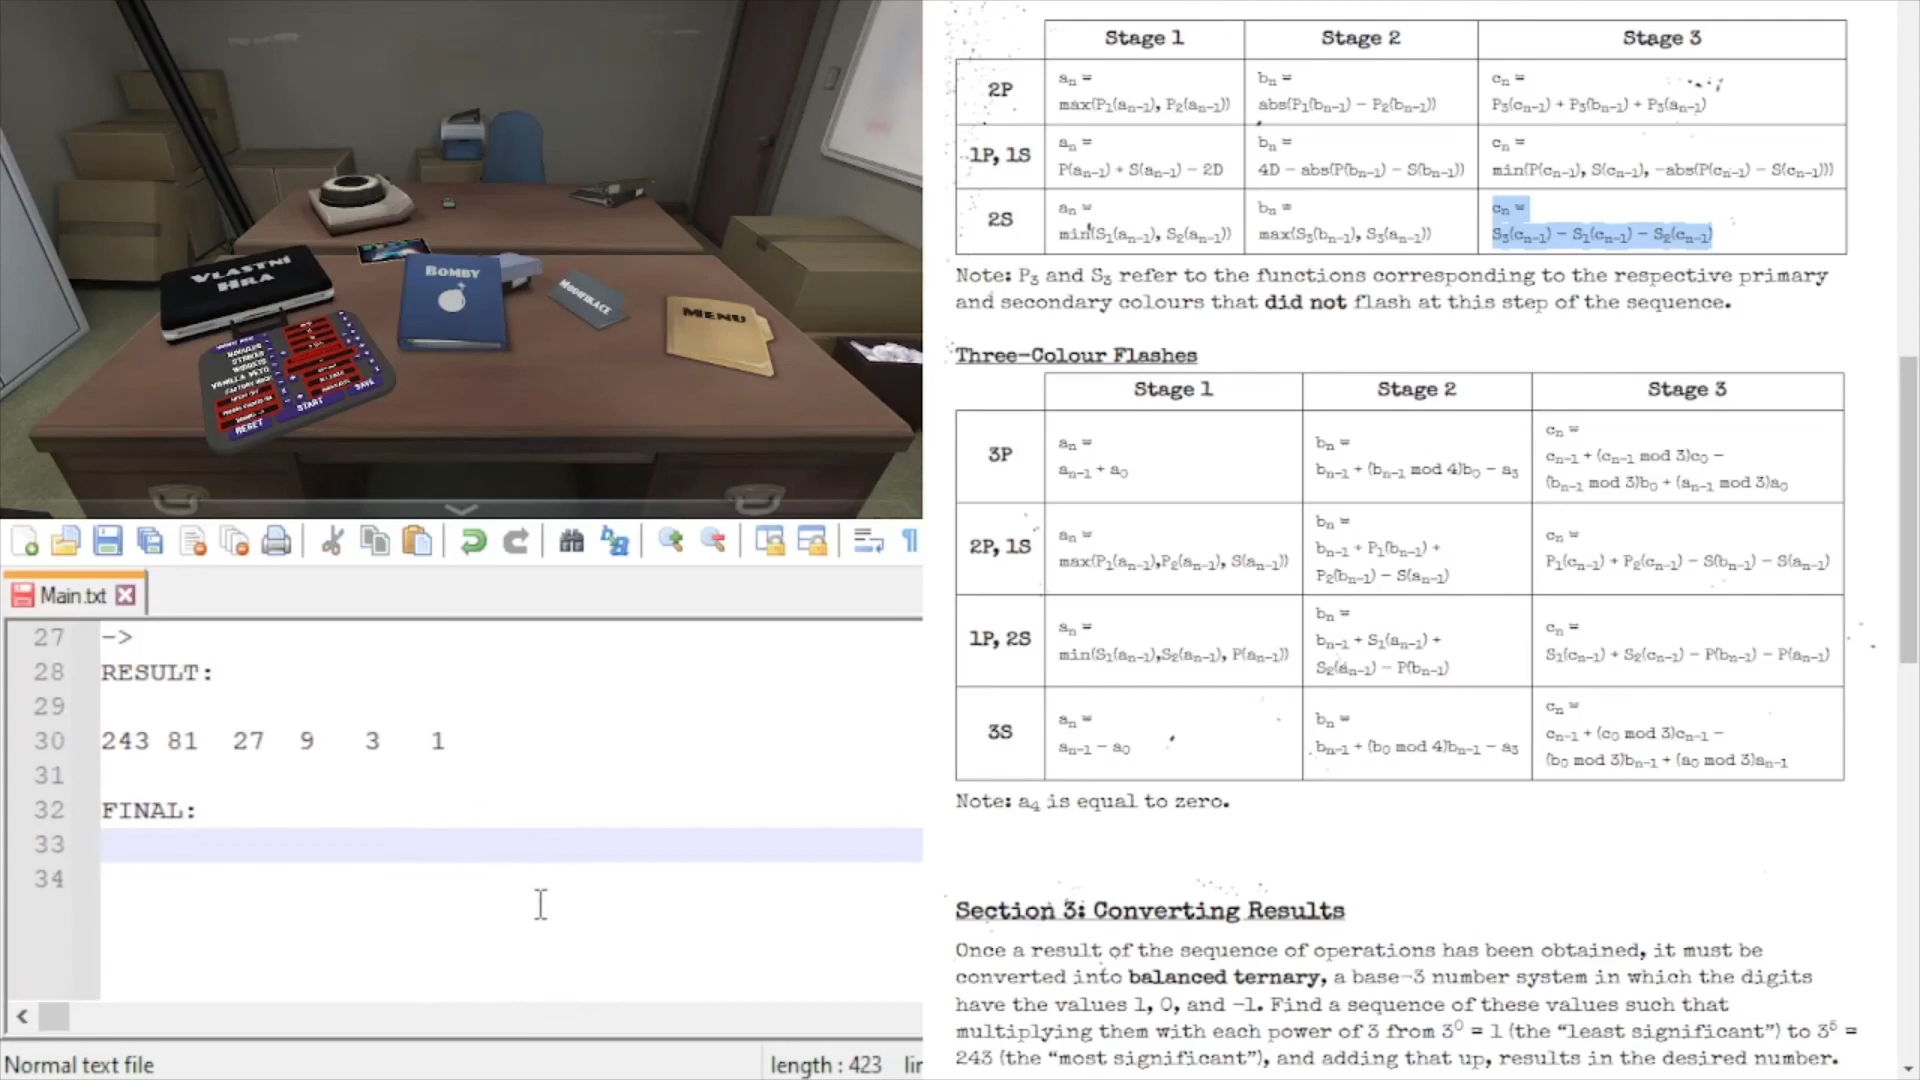 VLASTNÍ
HRA
BOMBY
MODIFIKACE
MENU
START
SAVE
RESET
Main.txt
27 ->
28 RESULT:
29
30 243 81 27 9 3 1
31
32 FINAL:
33
34
Normal text file length : 423 lir
Stage 1 Stage 2 Stage 3
2P
aₙ =
max(P₁(aₙ₋₁), P₂(aₙ₋₁))
bₙ =
abs(P₁(bₙ₋₁) − P₂(bₙ₋₁))
cₙ =
P₃(cₙ₋₁) + P₃(bₙ₋₁) + P₃(aₙ₋₁)
1P, 1S
aₙ =
P(aₙ₋₁) + S(aₙ₋₁) − 2D
bₙ =
4D − abs(P(bₙ₋₁) − S(bₙ₋₁))
cₙ =
min(P(cₙ₋₁), S(cₙ₋₁), −abs(P(cₙ₋₁) − S(cₙ₋₁)))
2S
aₙ =
min(S₁(aₙ₋₁), S₂(aₙ₋₁))
bₙ =
max(S₃(bₙ₋₁), S₃(aₙ₋₁))
cₙ =
S₃(cₙ₋₁) − S₁(cₙ₋₁) − S₂(cₙ₋₁)
Note: P₃ and S₃ refer to the functions corresponding to the respective primary
and secondary colours that did not flash at this step of the sequence.
Three-Colour Flashes
Stage 1 Stage 2 Stage 3
3P
aₙ =
aₙ₋₁ + a₀
bₙ =
bₙ₋₁ + (bₙ₋₁ mod 4)b₀ − a₃
cₙ =
cₙ₋₁ + (cₙ₋₁ mod 3)c₀ −
(bₙ₋₁ mod 3)b₀ + (aₙ₋₁ mod 3)a₀
2P, 1S
aₙ =
max(P₁(aₙ₋₁),P₂(aₙ₋₁), S(aₙ₋₁))
bₙ =
bₙ₋₁ + P₁(bₙ₋₁) +
P₂(bₙ₋₁) − S(aₙ₋₁)
cₙ =
P₁(cₙ₋₁) + P₂(cₙ₋₁) − S(bₙ₋₁) − S(aₙ₋₁)
1P, 2S
aₙ =
min(S₁(aₙ₋₁),S₂(aₙ₋₁), P(aₙ₋₁))
bₙ =
bₙ₋₁ + S₁(aₙ₋₁) +
S₂(aₙ₋₁) − P(bₙ₋₁)
cₙ =
S₁(cₙ₋₁) + S₂(cₙ₋₁) − P(bₙ₋₁) − P(aₙ₋₁)
3S
aₙ =
aₙ₋₁ − a₀
bₙ =
bₙ₋₁ + (b₀ mod 4)bₙ₋₁ − a₃
cₙ =
cₙ₋₁ + (c₀ mod 3)cₙ₋₁ −
(b₀ mod 3)bₙ₋₁ + (a₀ mod 3)aₙ₋₁
Note: a₄ is equal to zero.
Section 3: Converting Results
Once a result of the sequence of operations has been obtained, it must be
converted into balanced ternary, a base-3 number system in which the digits
have the values 1, 0, and -1. Find a sequence of these values such that
multiplying them with each power of 3 from 3⁰ = 1 (the “least significant”) to 3⁵ =
243 (the “most significant”), and adding that up, results in the desired number.